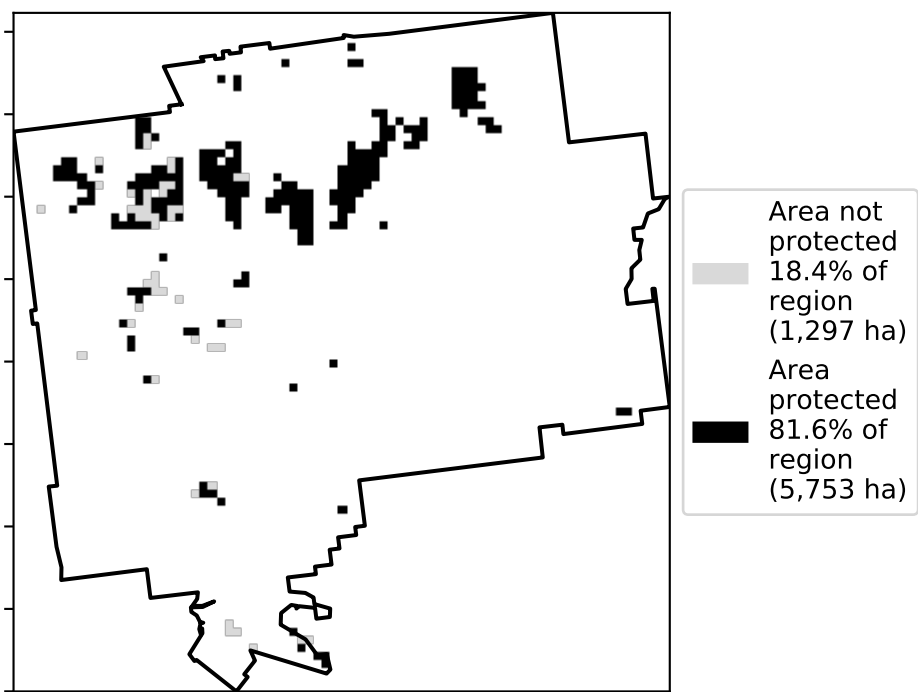 Area not
protected
18.4% of
region
(1,297 ha)
Area
protected
81.6% of
region
(5,753 ha)